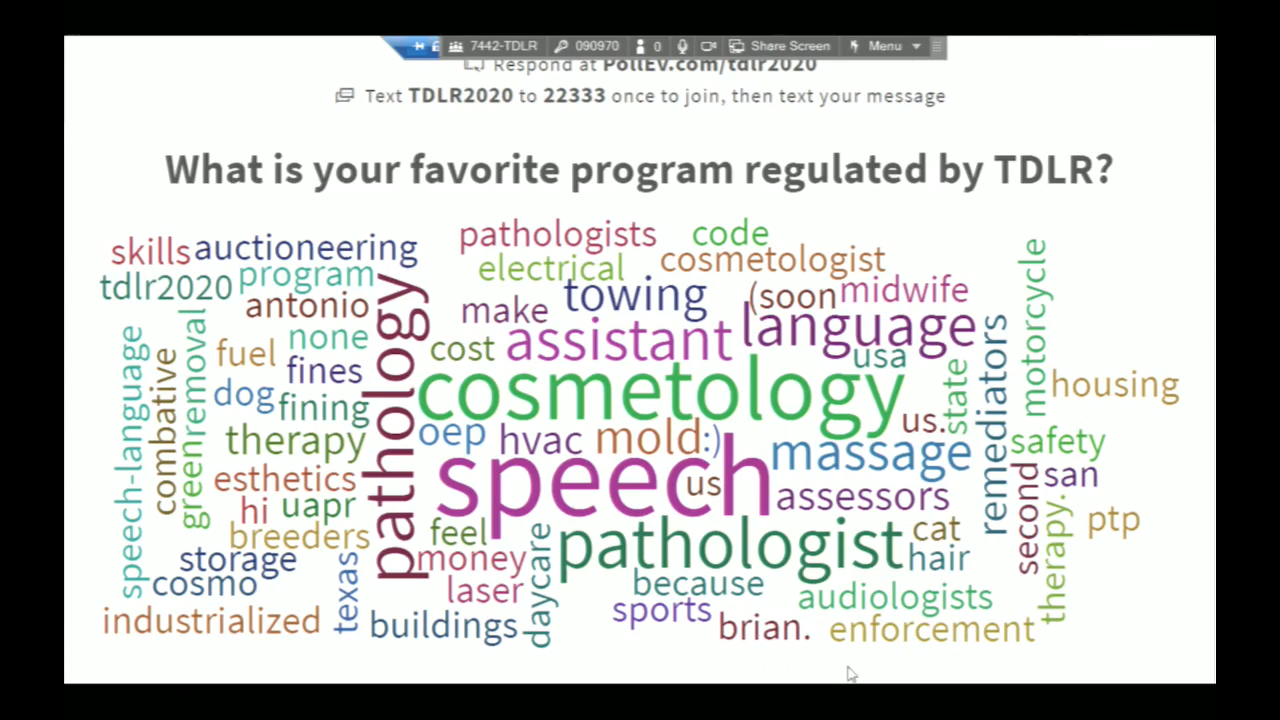 7442-TDLR 090970 0 Share Screen Menu
Respond at PollEv.com/tdlr2020
Text TDLR2020 to 22333 once to join, then text your message
What is your favorite program regulated by TDLR?
skills
auctioneering
pathologists
code
tdlr2020
program
electrical
cosmetologist
antonio
make
towing
(soon
midwife
motorcycle
speech-language
combative
greenremoval
fuel
none
fines
pathology
cost
assistant
language
usa
state
remediators
housing
dog
fining
cosmetology
us.
therapy
oep
hvac
mold
:)
massage
safety
esthetics
speech
us
assessors
second
san
hi
uapr
breeders
feel
pathologist
cat
ptp
storage
money
daycare
hair
therapy.
cosmo
texas
laser
because
audiologists
industrialized
buildings
sports
brian.
enforcement